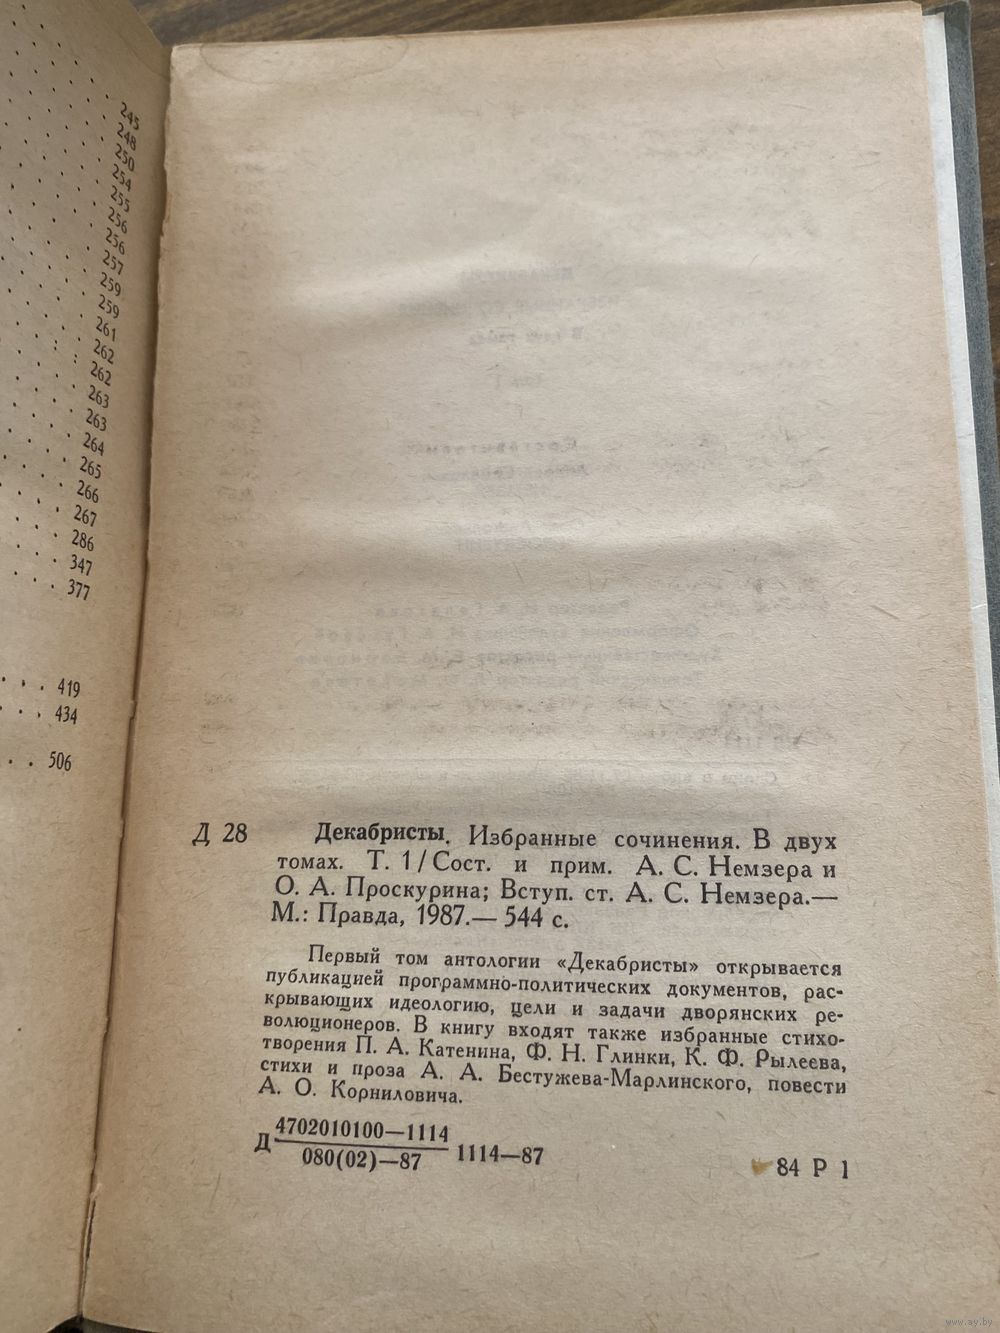 245
248
250
254
255
256
256
257
259
259
261
262
262
263
263
264
265
266
267
286
347
377
419
434
506
Д 28
Декабристы. Избранные сочинения. В двух
томах. Т. 1/Сост. и прим. А. С. Немзера и
О. А. Проскурина; Вступ. ст. А. С. Немзера.—
М.: Правда, 1987.— 544 с.
Первый том антологии «Декабристы» открывается
публикацией программно-политических документов, рас-
крывающих идеологию, цели и задачи дворянских ре-
волюционеров. В книгу входят также избранные стихо-
творения П. А. Катенина, Ф. Н. Глинки, К. Ф. Рылеева,
стихи и проза А. А. Бестужева-Марлинского, повести
А. О. Корниловича.
4702010100—1114
Д 1114—87
080(02)—87
84 Р 1
www.ay.by